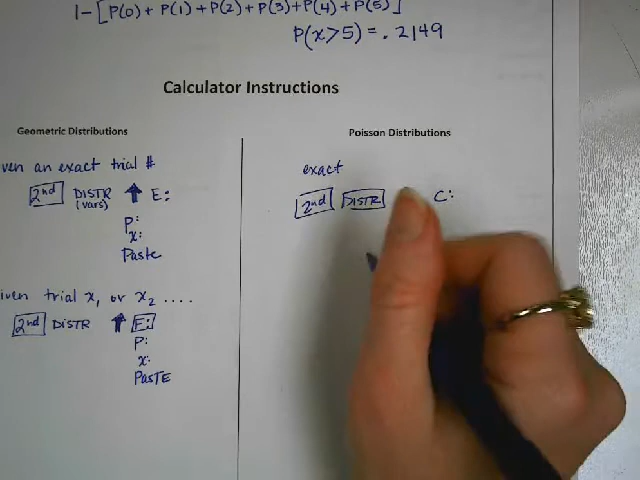 1-[P(0)+ P(1) + P(2) + P(3)+P(4) + P(5)]
P(x>5) = .2149
Calculator Instructions
Geometric Distributions
ven an exact trial #
2nd DISTR E:
(vars)
P:
x:
Paste
iven trial x1 or x2 ....
2nd DISTR E:
P:
x:
PasTE
Poisson Distributions
exact
2nd DISTR C: